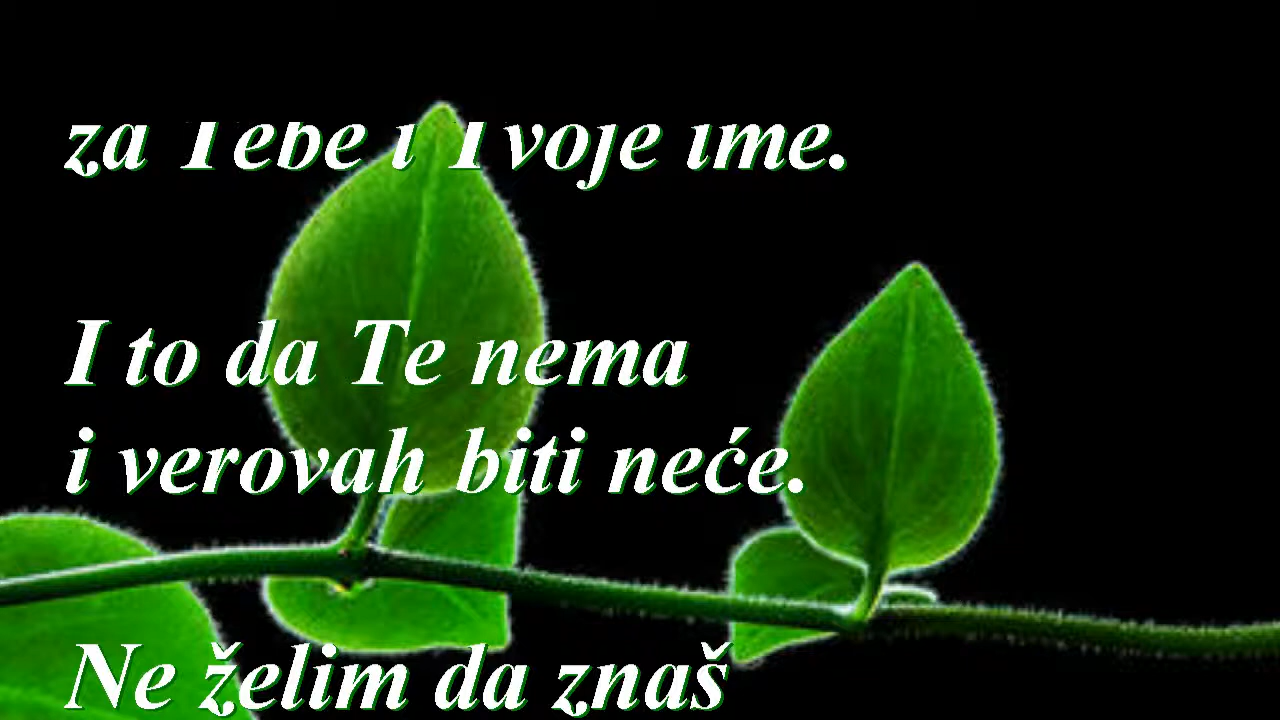 za Tebe i Tvoje ime.
I to da Te nema
i verovah biti neće.
Ne želim da znaš